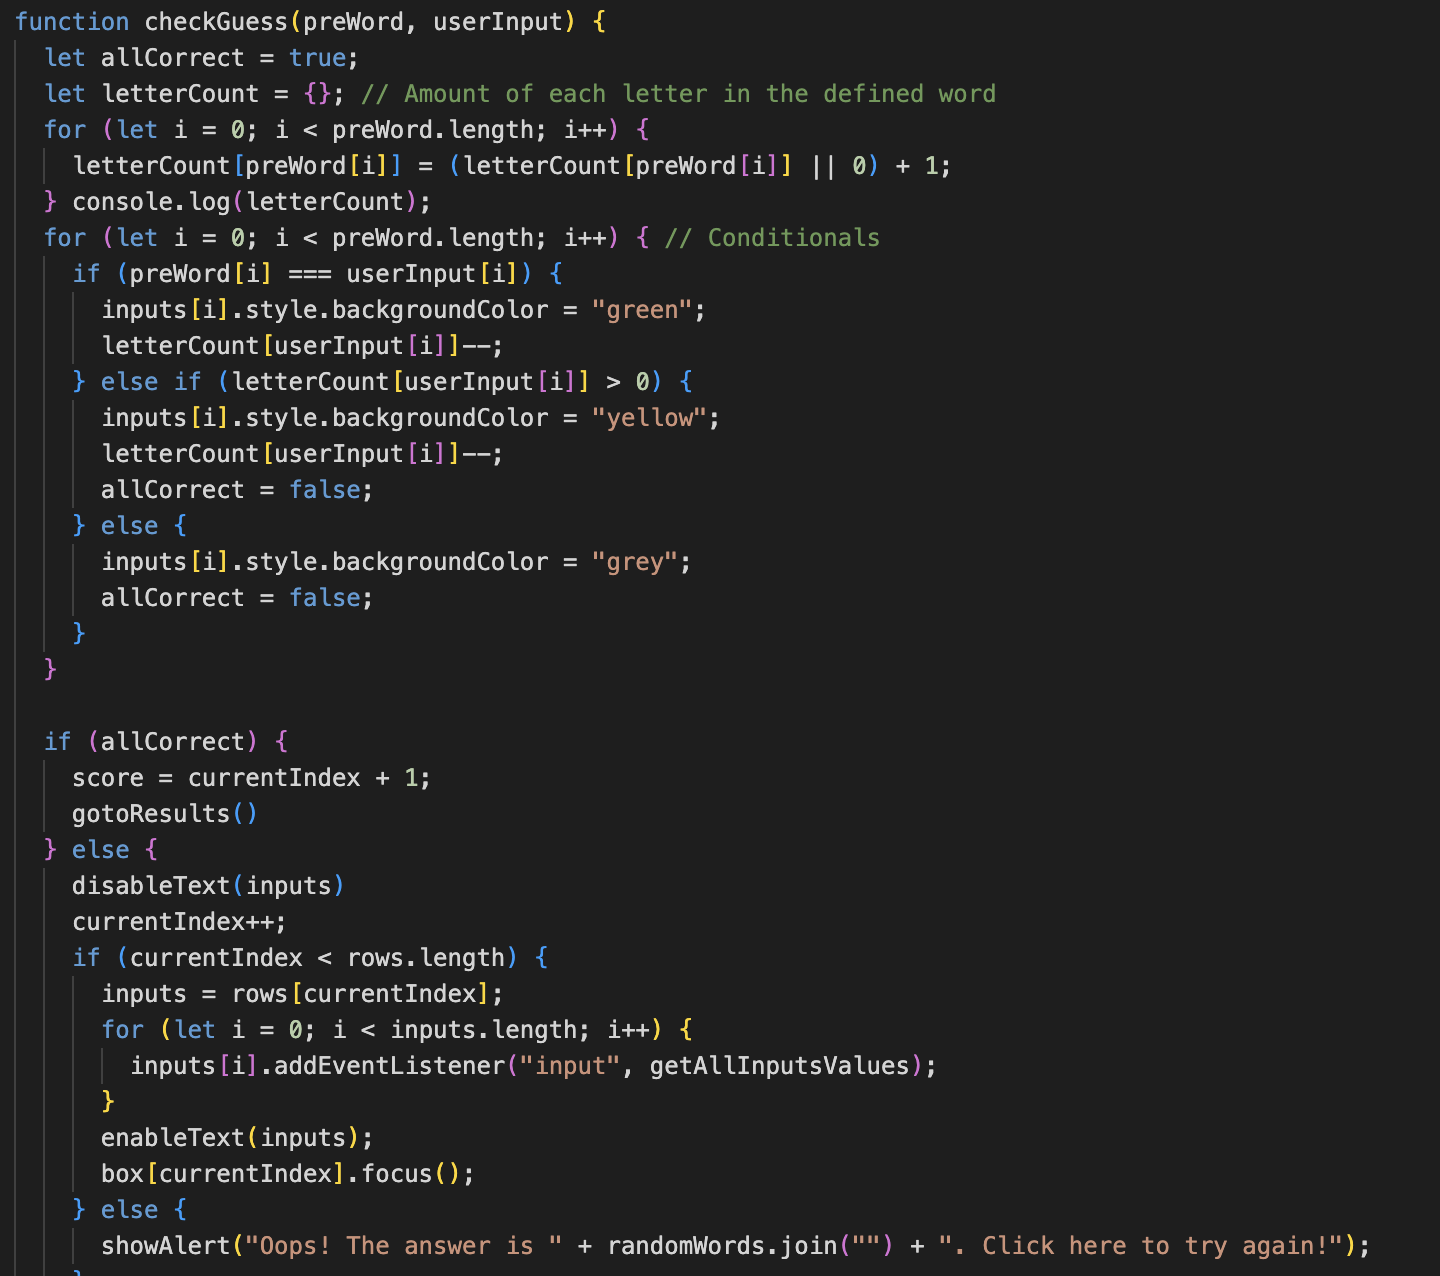 function checkGuess(preWord, userInput) {
  let allCorrect = true;
  let letterCount = {}; // Amount of each letter in the defined word
  for (let i = 0; i < preWord.length; i++) {
    letterCount[preWord[i]] = (letterCount[preWord[i]] || 0) + 1;
  } console.log(letterCount);
  for (let i = 0; i < preWord.length; i++) { // Conditionals
    if (preWord[i] === userInput[i]) {
      inputs[i].style.backgroundColor = "green";
      letterCount[userInput[i]]--;
    } else if (letterCount[userInput[i]] > 0) {
      inputs[i].style.backgroundColor = "yellow";
      letterCount[userInput[i]]--;
      allCorrect = false;
    } else {
      inputs[i].style.backgroundColor = "grey";
      allCorrect = false;
    }
  }

  if (allCorrect) {
    score = currentIndex + 1;
    gotoResults()
  } else {
    disableText(inputs)
    currentIndex++;
    if (currentIndex < rows.length) {
      inputs = rows[currentIndex];
      for (let i = 0; i < inputs.length; i++) {
        inputs[i].addEventListener("input", getAllInputsValues);
      }
      enableText(inputs);
      box[currentIndex].focus();
    } else {
      showAlert("Oops! The answer is " + randomWords.join("") + ". Click here to try again!");
    }